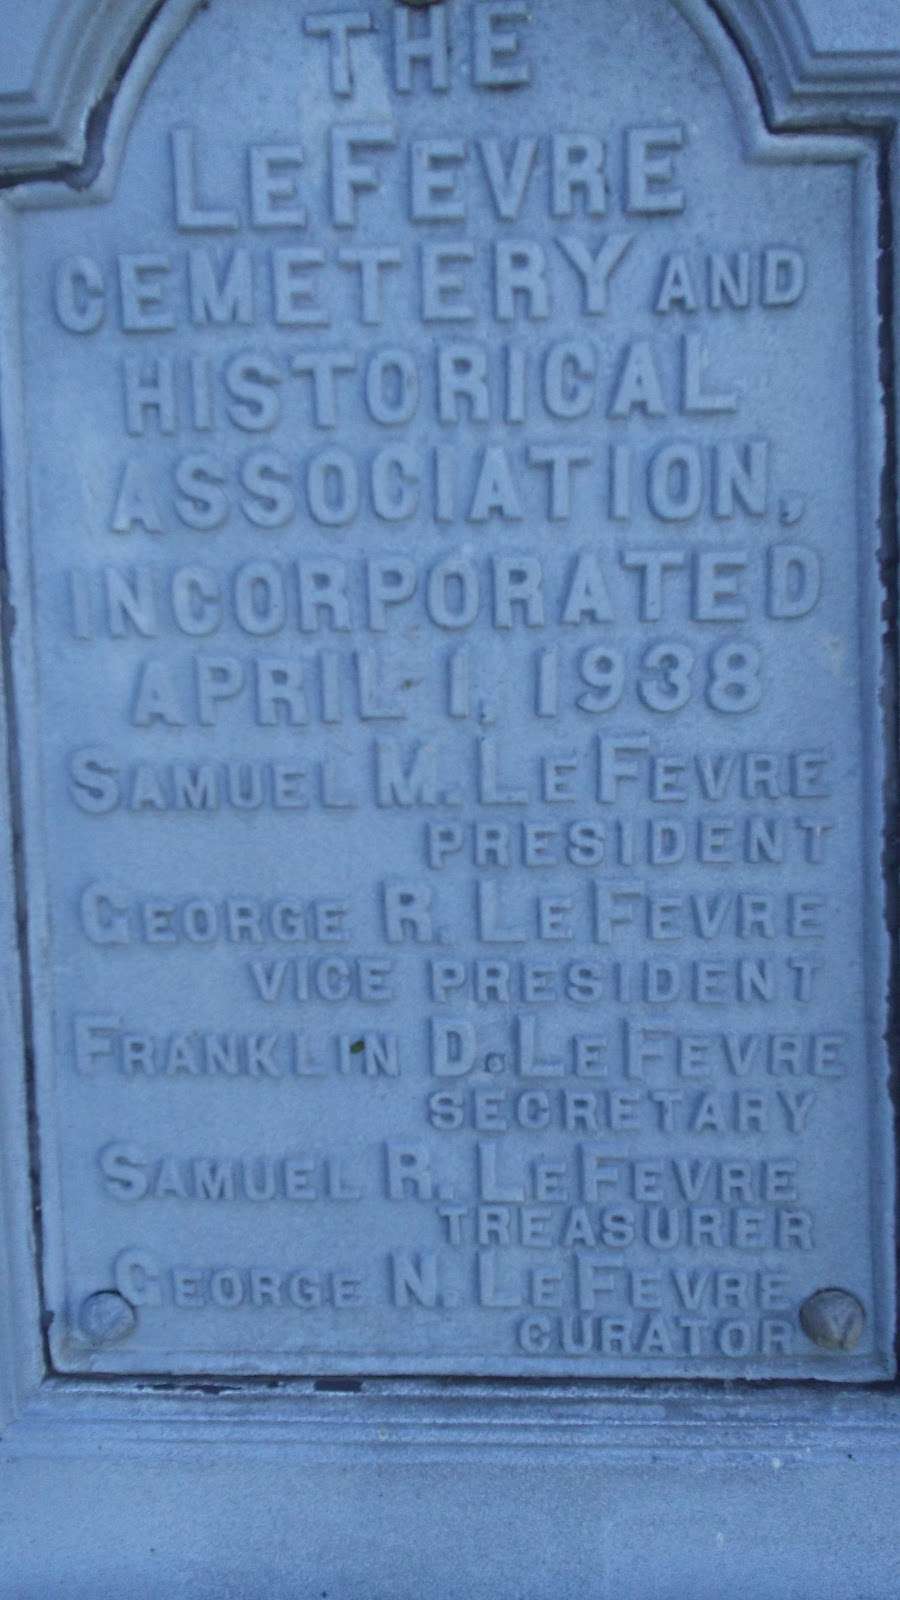 THE
LEFEVRE
CEMETERY AND
HISTORICAL
ASSOCIATION,
INCORPORATED
APRIL 1, 1938
SAMUEL M. LEFEVRE
PRESIDENT
GEORGE R. LEFEVRE
VICE PRESIDENT
FRANKLIN D. LEFEVRE
SECRETARY
SAMUEL R. LEFEVRE
TREASURER
GEORGE N. LEFEVRE
CURATOR